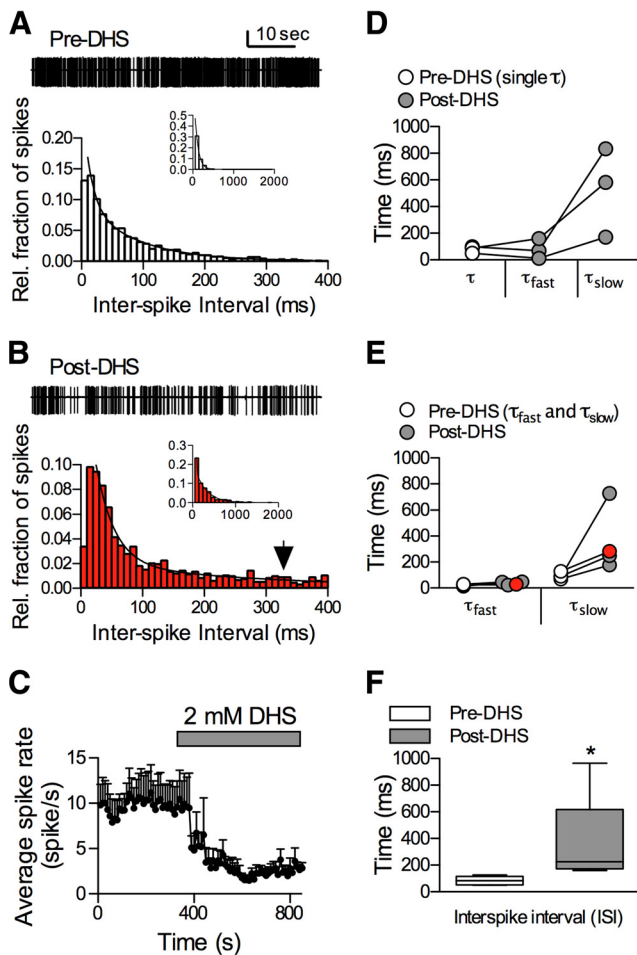 A
Pre-DHS
10 sec
Rel. fraction of spikes
0.20
0.15
0.10
0.05
0.00
0.5
0.4
0.3
0.2
0.1
0.0
0 1000 2000
0 100 200 300 400
Inter-spike Interval (ms)
B
Post-DHS
Rel. fraction of spikes
0.10
0.08
0.06
0.04
0.02
0.00
0.3
0.2
0.1
0.0
0 1000 2000
0 100 200 300 400
Inter-spike Interval (ms)
C
2 mM DHS
Average spike rate
(spike/s)
15
10
5
0
0 400 800
Time (s)
D
Pre-DHS (single τ)
Post-DHS
Time (ms)
1000
800
600
400
200
0
τ τfast τslow
E
Pre-DHS (τfast and τslow)
Post-DHS
Time (ms)
1000
800
600
400
200
0
τfast τslow
F
Pre-DHS
Post-DHS
Time (ms)
1000
800
600
400
200
0
*
Interspike interval (ISI)